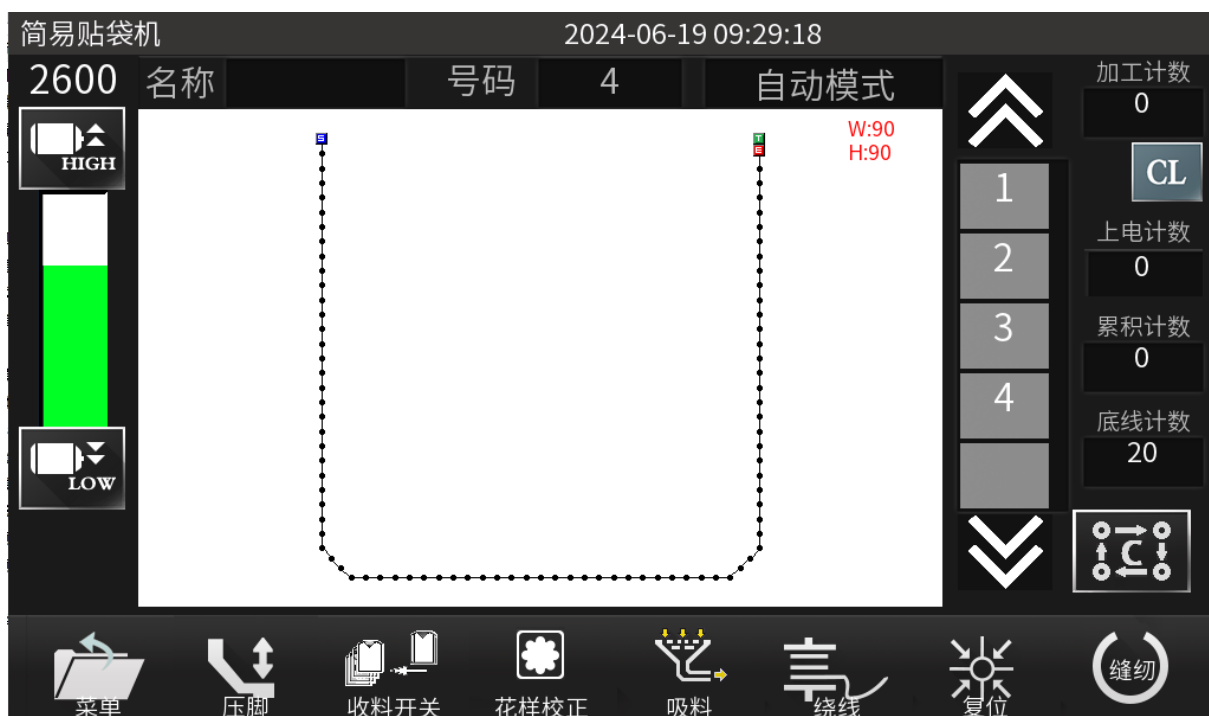 简易贴袋机 2024-06-19 09:29:18
2600 名称 号码 4 自动模式
加工计数
0
HIGH
W:90
H:90
S
T
E
CL
1
2
3
4
上电计数
0
累积计数
0
底线计数
20
LOW
C
菜单 压脚 收料开关 花样校正 吸料 绕线 复位 缝纫